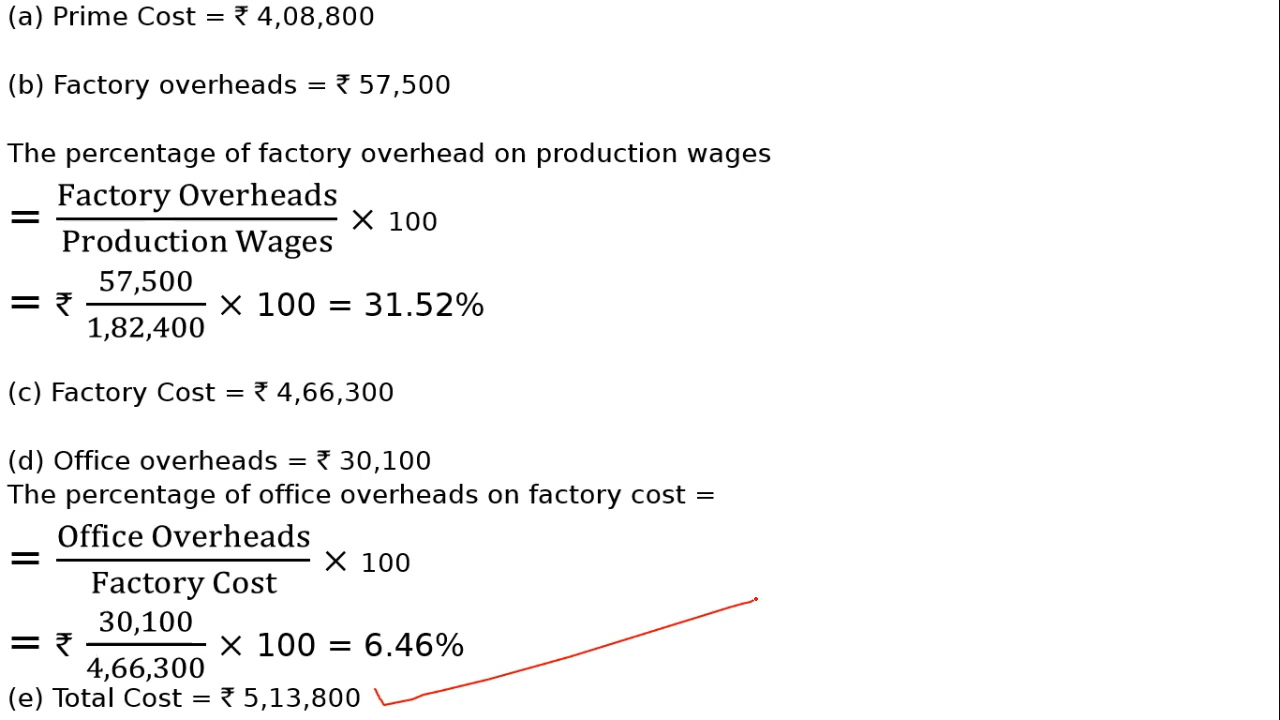 (a) Prime Cost = ₹ 4,08,800
(b) Factory overheads = ₹ 57,500
The percentage of factory overhead on production wages
= Factory Overheads / Production Wages × 100
= ₹ 57,500 / 1,82,400 × 100 = 31.52%
(c) Factory Cost = ₹ 4,66,300
(d) Office overheads = ₹ 30,100
The percentage of office overheads on factory cost =
= Office Overheads / Factory Cost × 100
= ₹ 30,100 / 4,66,300 × 100 = 6.46%
(e) Total Cost = ₹ 5,13,800